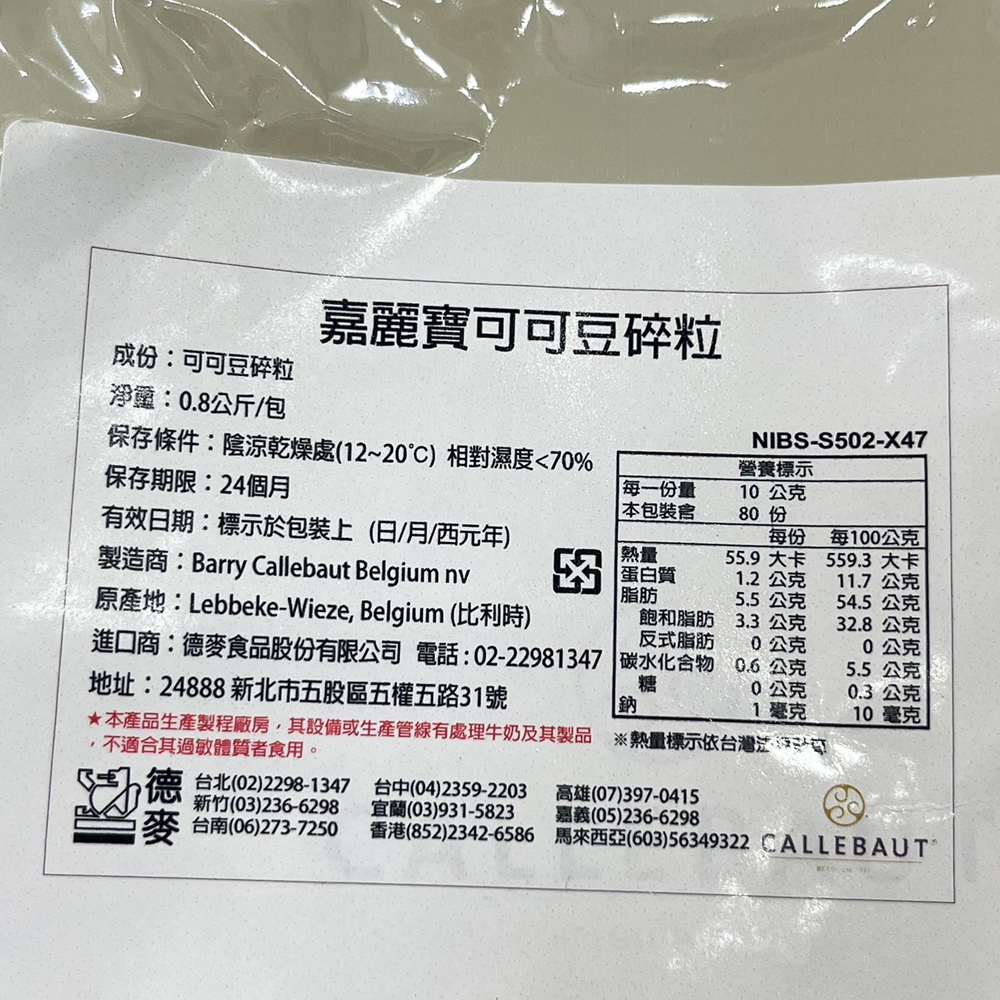 嘉麗寶可可豆碎粒
成份：可可豆碎粒
淨重：0.8公斤/包
保存條件：陰涼乾燥處(12~20℃) 相對濕度<70%
保存期限：24個月
有效日期：標示於包裝上 (日/月/西元年)
製造商：Barry Callebaut Belgium nv
原產地：Lebbeke-Wieze, Belgium (比利時)
進口商：德麥食品股份有限公司 電話:02-22981347
地址：24888 新北市五股區五權五路31號
★本產品生產製程廠房，其設備或生產管線有處理牛奶及其製品
，不適合其過敏體質者食用。
NIBS-S502-X47
營養標示
每一份量 10 公克
本包裝含 80 份
每份 每100公克
熱量 55.9 大卡 559.3 大卡
蛋白質 1.2 公克 11.7 公克
脂肪 5.5 公克 54.5 公克
飽和脂肪 3.3 公克 32.8 公克
反式脂肪 0 公克 0 公克
碳水化合物 0.6 公克 5.5 公克
糖 0 公克 0.3 公克
鈉 1 毫克 10 毫克
※熱量標示依台灣
德麥
台北(02)2298-1347 台中(04)2359-2203 高雄(07)397-0415
新竹(03)236-6298 宜蘭(03)931-5823 嘉義(05)236-6298
台南(06)273-7250 香港(852)2342-6586 馬來西亞(603)56349322
CALLEBAUT